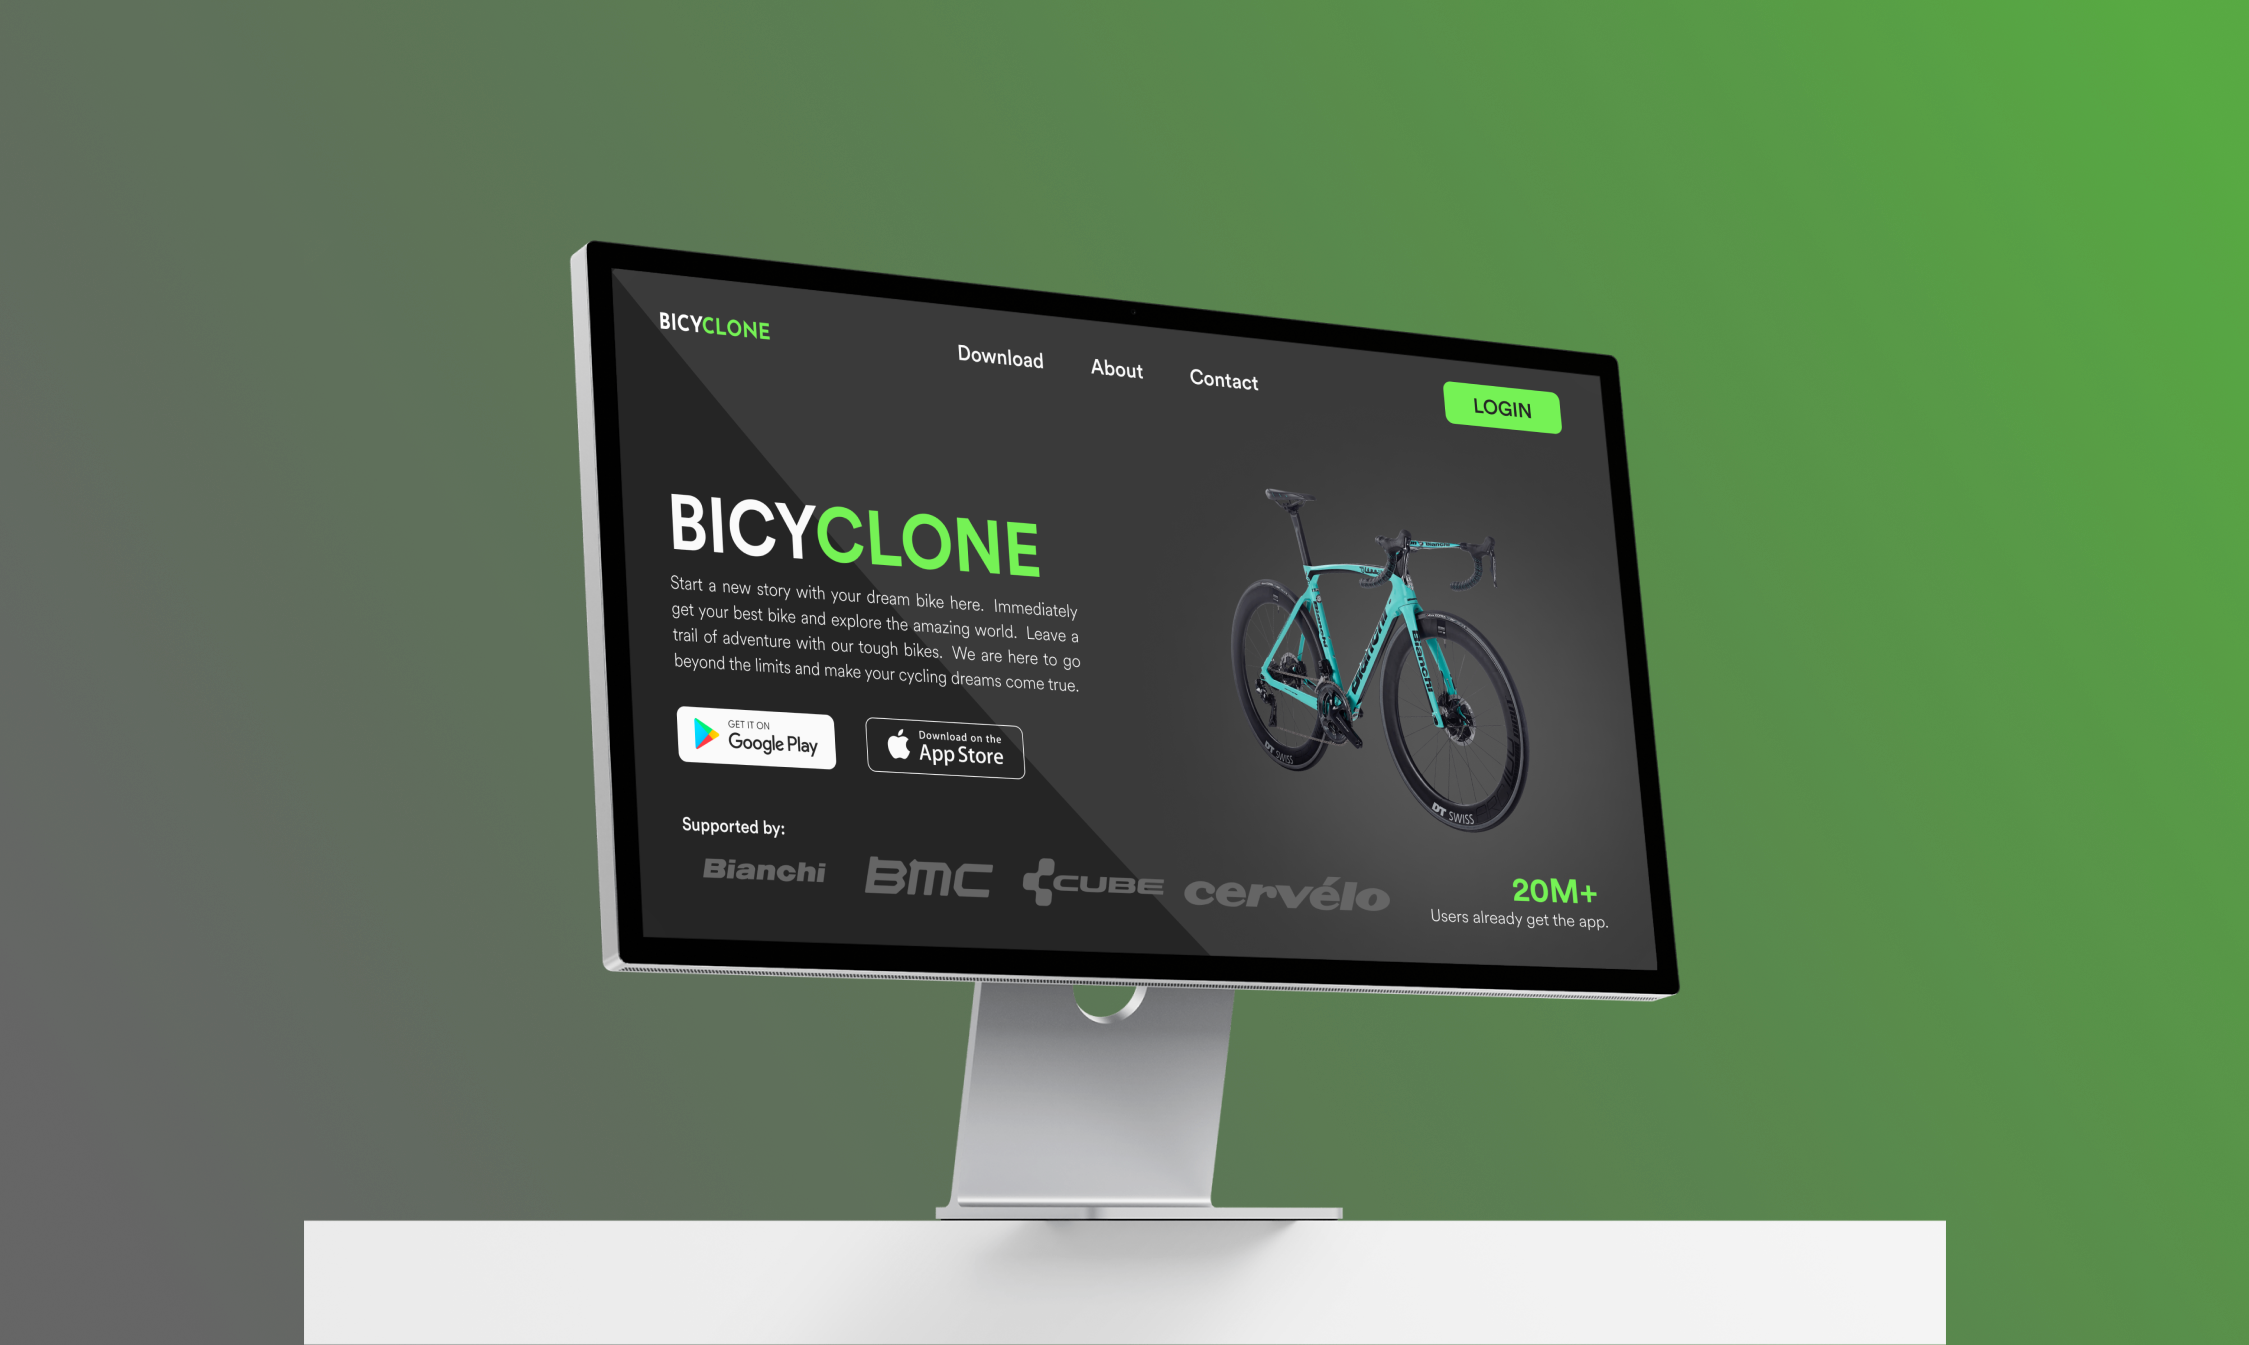 BICYCLONE
Download
About
Contact
LOGIN
BICYCLONE
Start a new story with your dream bike here. Immediately
get your best bike and explore the amazing world. Leave a
trail of adventure with our tough bikes. We are here to go
beyond the limits and make your cycling dreams come true.
GET IT ON
Google Play
Download on the
App Store
Supported by:
Bianchi
BMC
CUBE
cervélo
20M+
Users already get the app.
Bianchi
Bianchi
DT SWISS
DT SWISS